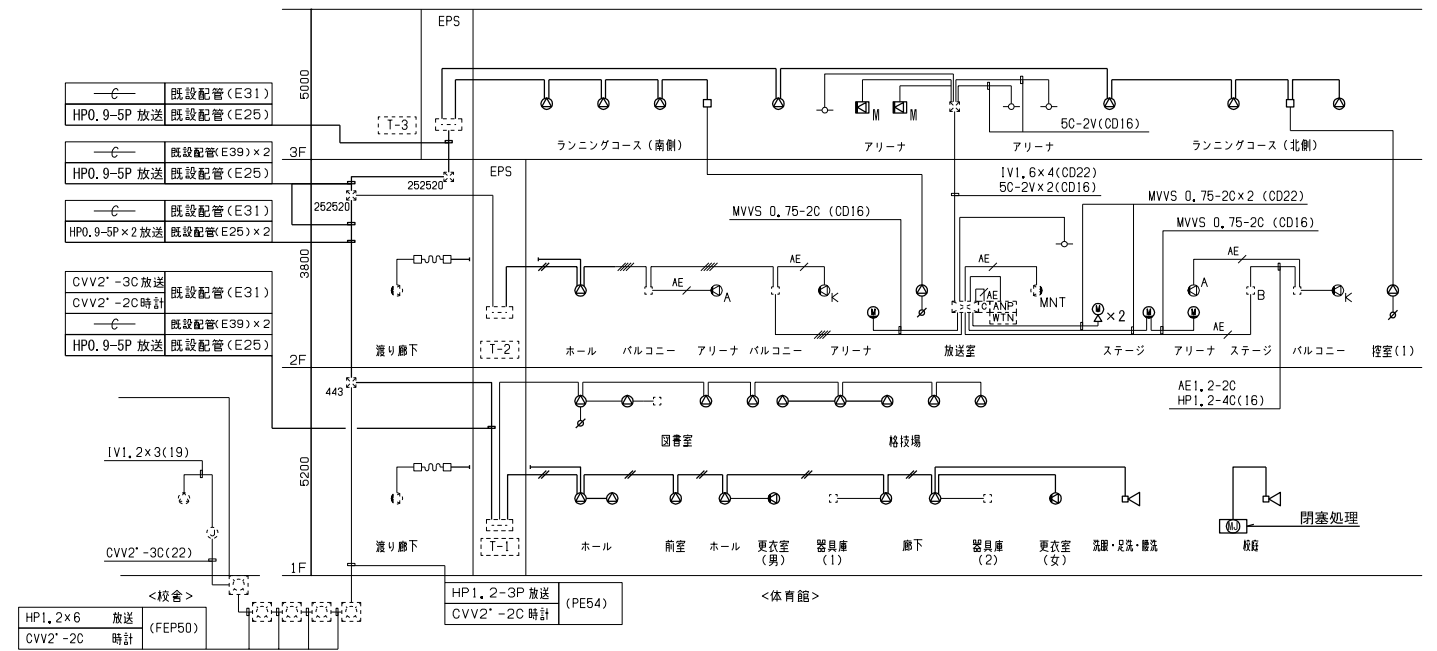 EPS
5000
C 既設配管(E31)
HP0.9-5P 放送 既設配管(E25)
T-3
M
M
5C-2V(CD16)
ランニングコース(南側)
アリーナ
アリーナ
ランニングコース(北側)
C 既設配管(E39)×2
HP0.9-5P 放送 既設配管(E25)
3F
252520
EPS
IV1.6×4(CD22)
5C-2V×2(CD16)
MVVS 0.75-2C×2 (CD22)
252520
MVVS 0.75-2C (CD16)
MVVS 0.75-2C (CD16)
C 既設配管(E31)
HP0.9-5P×2放送 既設配管(E25)×2
3800
AE
AE
AE
AE
AE
A
K
AE
C
ANP
WTN
MNT
M
M
×2
M
M
A
B
K
AE
CVV2°-3C放送 既設配管(E31)
CVV2°-2C時計
C 既設配管(E39)×2
HP0.9-5P 放送 既設配管(E25)
渡り廊下
T-2
ホール
バルコニー
アリーナ
バルコニー
アリーナ
放送室
ステージ
アリーナ
ステージ
バルコニー
控室(1)
2F
443
AE1.2-2C
HP1.2-4C(16)
図書室
格技場
IV1.2×3(19)
5200
J
MJ
閉塞処理
CVV2°-3C(22)
渡り廊下
T-1
ホール
前室
ホール
更衣室
(男)
器具庫
(1)
廊下
器具庫
(2)
更衣室
(女)
洗眼・足洗・腰洗
校庭
1F
<校舎>
HP1.2-3P 放送
CVV2°-2C 時計
(PE54)
<体育館>
HP1.2×6 放送
CVV2°-2C 時計
(FEP50)